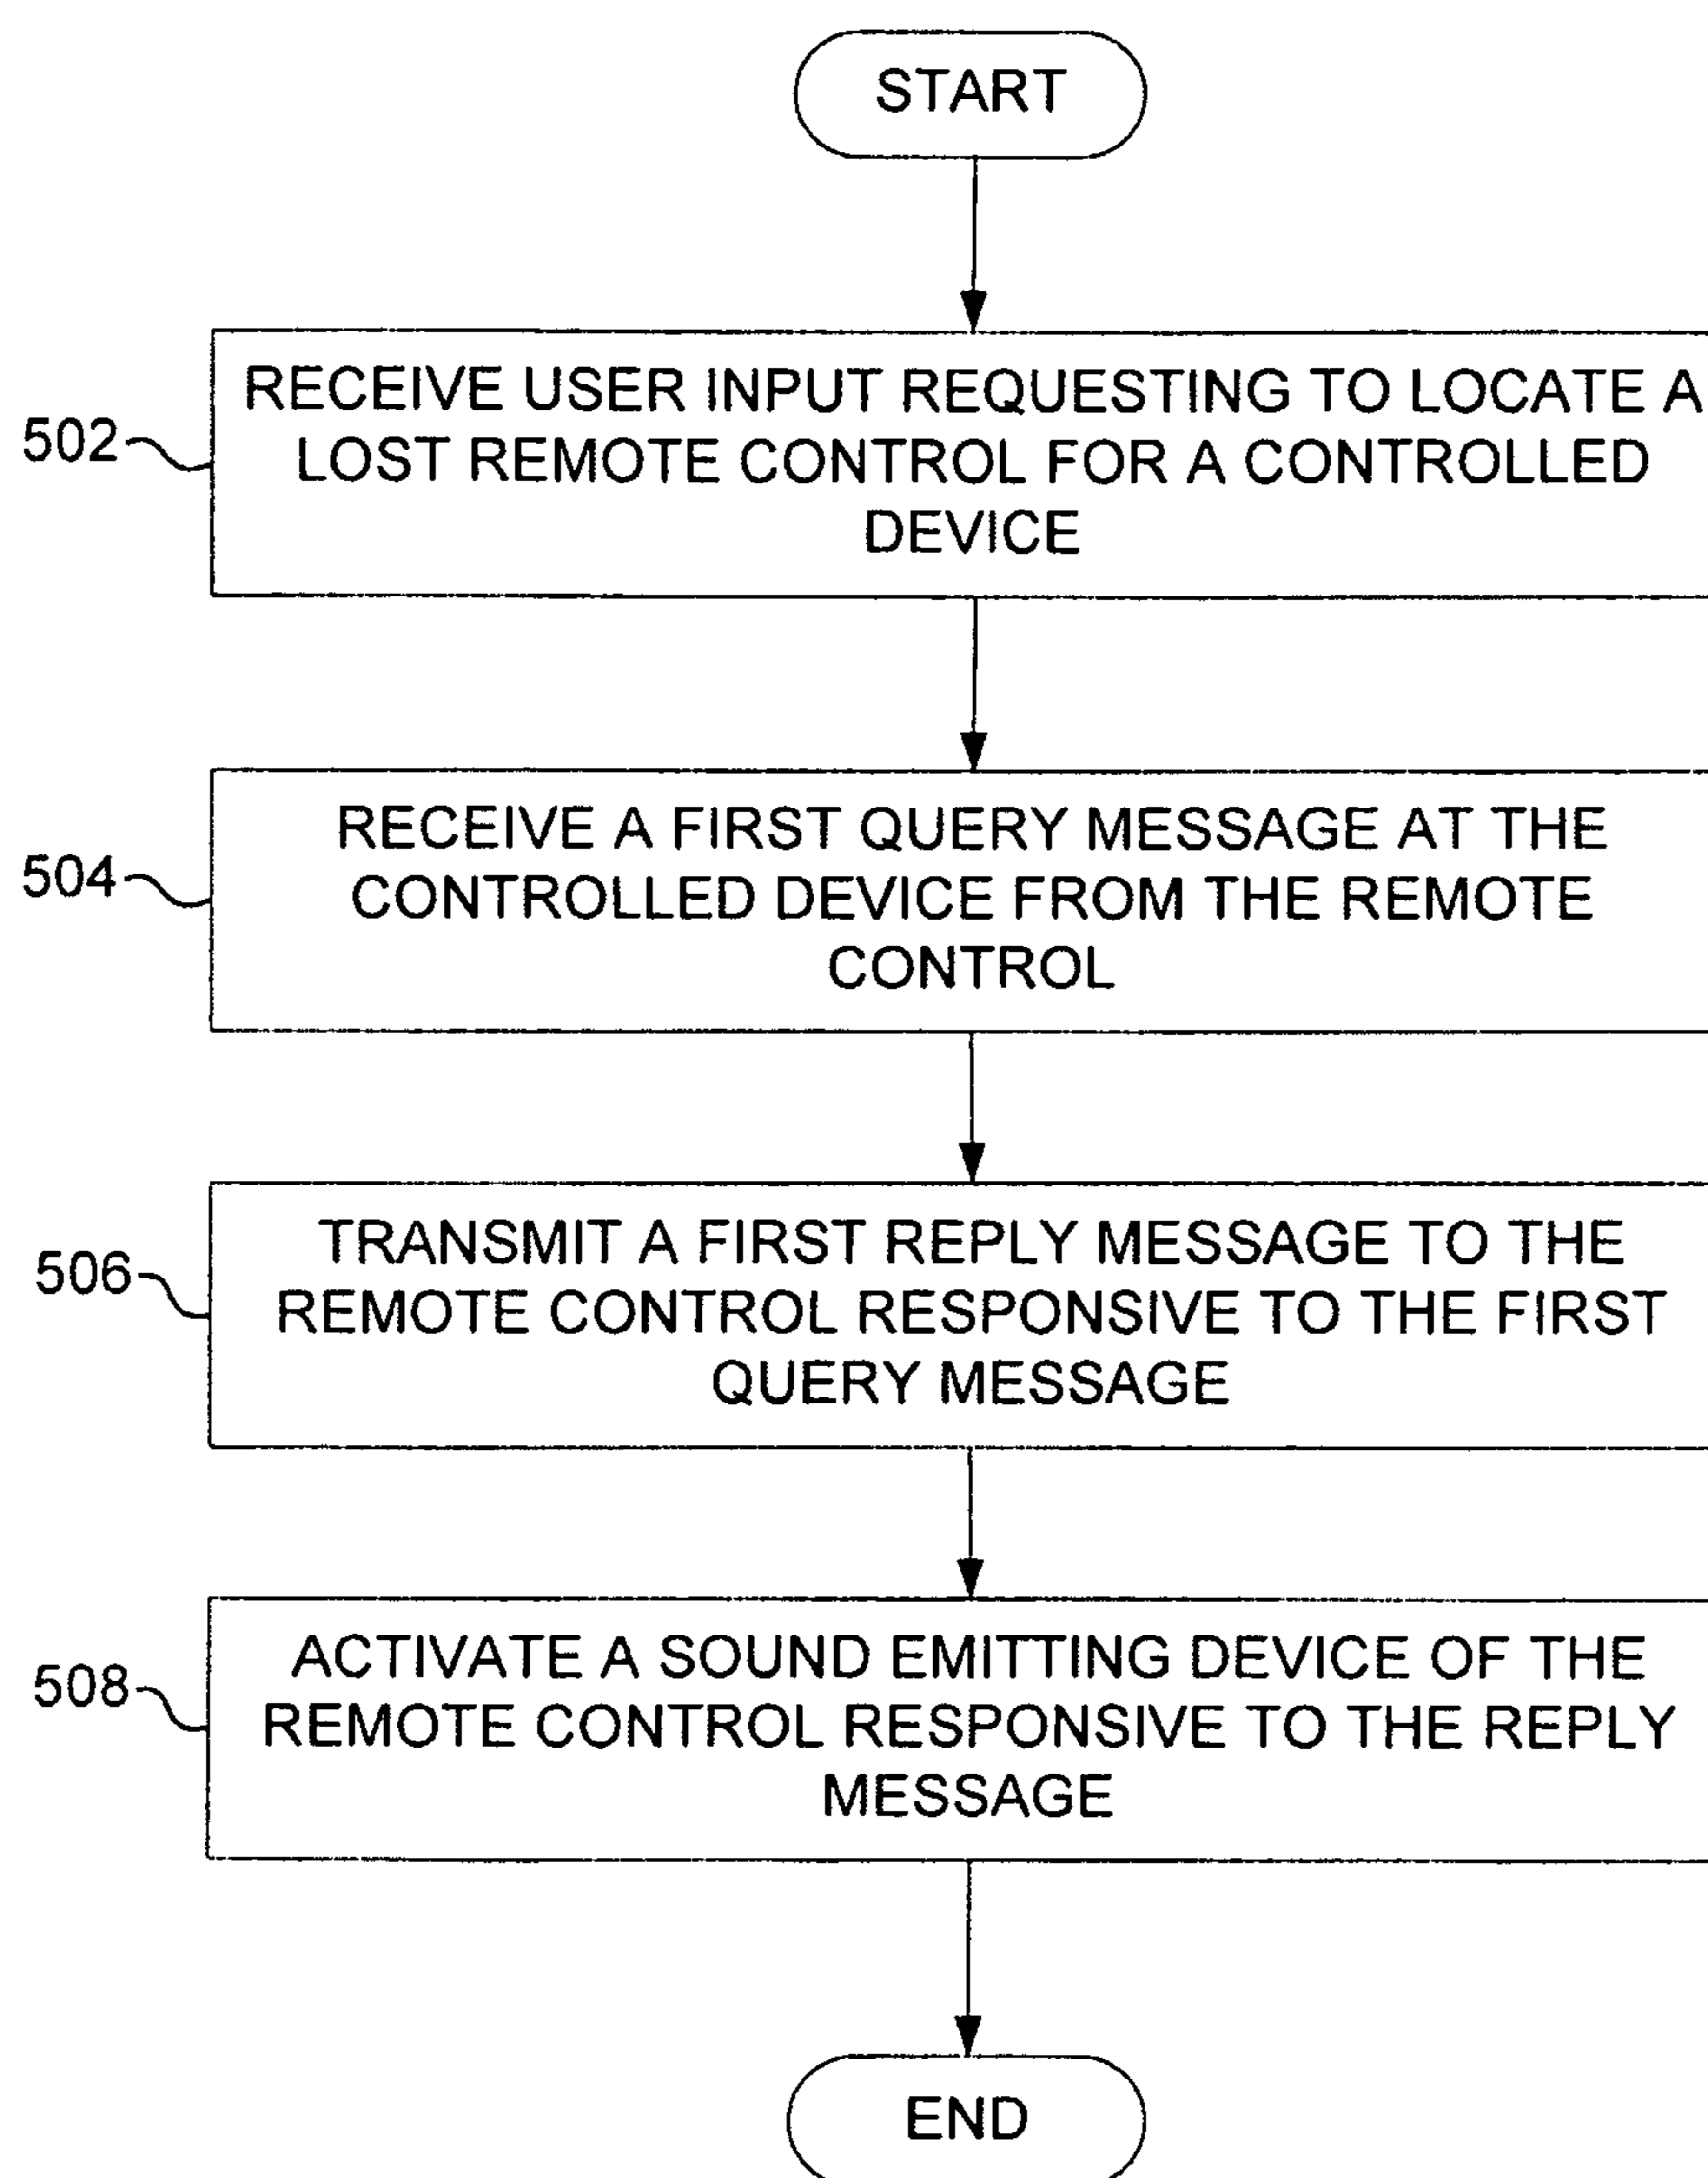 START
502
RECEIVE USER INPUT REQUESTING TO LOCATE A
LOST REMOTE CONTROL FOR A CONTROLLED
DEVICE
504
RECEIVE A FIRST QUERY MESSAGE AT THE
CONTROLLED DEVICE FROM THE REMOTE
CONTROL
506
TRANSMIT A FIRST REPLY MESSAGE TO THE
REMOTE CONTROL RESPONSIVE TO THE FIRST
QUERY MESSAGE
508
ACTIVATE A SOUND EMITTING DEVICE OF THE
REMOTE CONTROL RESPONSIVE TO THE REPLY
MESSAGE
END